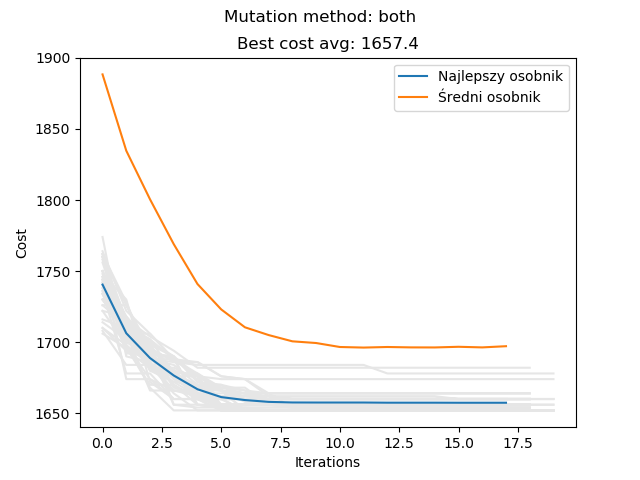 Mutation method: both
Best cost avg: 1657.4
1900
1850
1800
1750
1700
1650
Cost
Najlepszy osobnik
Średni osobnik
0.0 2.5 5.0 7.5 10.0 12.5 15.0 17.5
Iterations